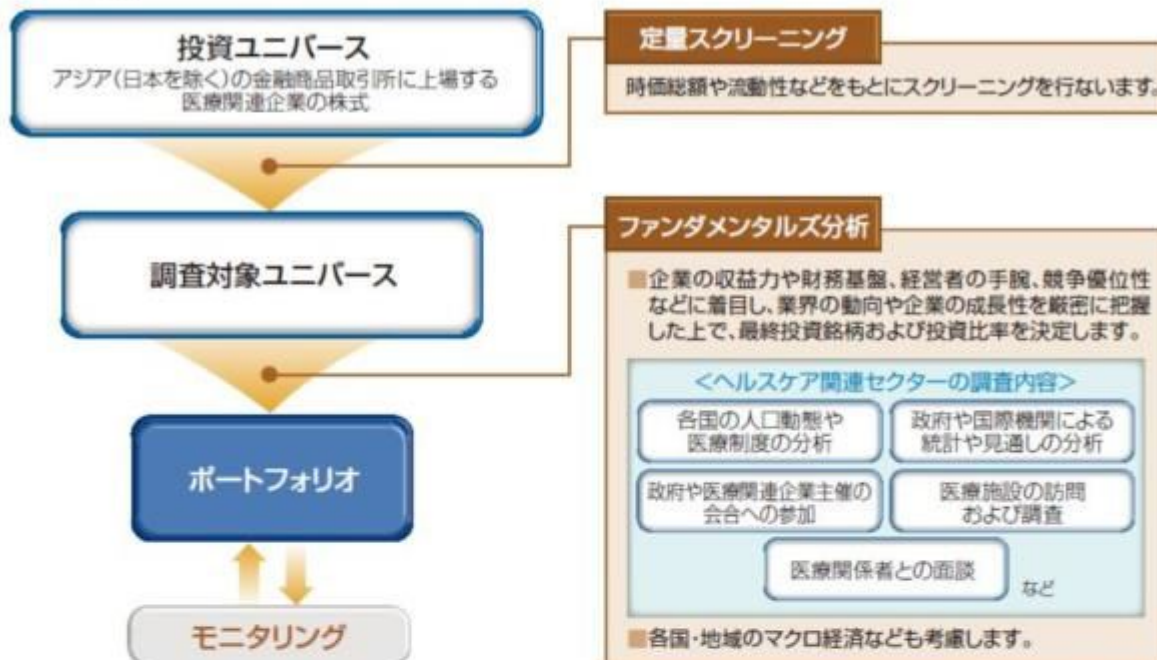 投資ユニバース
アジア(日本を除く)の金融商品取引所に上場する
医療関連企業の株式
定量スクリーニング
時価総額や流動性などをもとにスクリーニングを行ないます。
調査対象ユニバース
ファンダメンタルズ分析
■企業の収益力や財務基盤、経営者の手腕、競争優位性
などに着目し、業界の動向や企業の成長性を厳密に把握
した上で、最終投資銘柄および投資比率を決定します。
<ヘルスケア関連セクターの調査内容>
各国の人口動態や
医療制度の分析
政府や国際機関による
統計や見通しの分析
政府や医療関連企業主催の
会合への参加
医療施設の訪問
および調査
医療関係者との面談
など
■各国・地域のマクロ経済なども考慮します。
ポートフォリオ
モニタリング